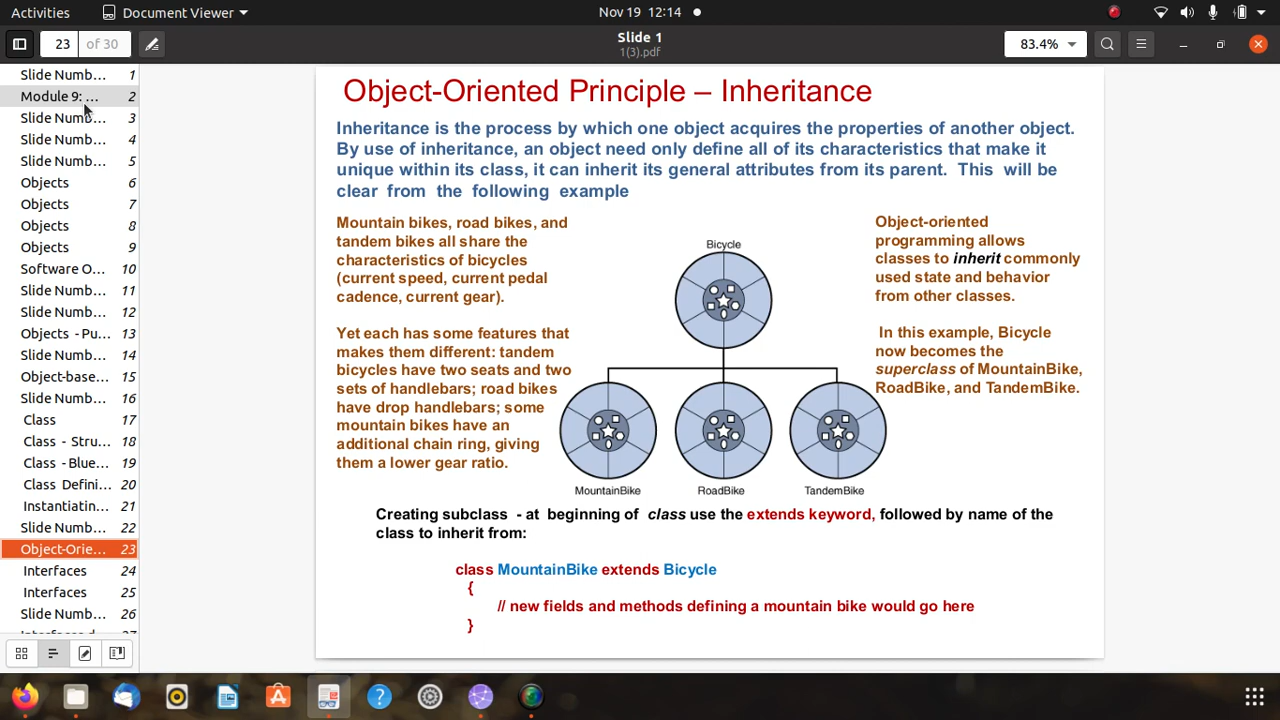 Activities
Document Viewer
Nov 19 12:14
23
of 30
Slide 1
1(3).pdf
83.4%
Slide Numb... 1
Module 9: ... 2
Slide Numb... 3
Slide Numb... 4
Slide Numb... 5
Objects 6
Objects 7
Objects 8
Objects 9
Software O... 10
Slide Numb... 11
Slide Numb... 12
Objects - Pu... 13
Slide Numb... 14
Object-base... 15
Slide Numb... 16
Class 17
Class - Stru... 18
Class - Blue... 19
Class Defini... 20
Instantiatin... 21
Slide Numb... 22
Object-Orie... 23
Interfaces 24
Interfaces 25
Slide Numb... 26
Object-Oriented Principle – Inheritance
Inheritance is the process by which one object acquires the properties of another object.
By use of inheritance, an object need only define all of its characteristics that make it
unique within its class, it can inherit its general attributes from its parent. This will be
clear from the following example
Mountain bikes, road bikes, and
tandem bikes all share the
characteristics of bicycles
(current speed, current pedal
cadence, current gear).
Yet each has some features that
makes them different: tandem
bicycles have two seats and two
sets of handlebars; road bikes
have drop handlebars; some
mountain bikes have an
additional chain ring, giving
them a lower gear ratio.
Bicycle
MountainBike
RoadBike
TandemBike
Object-oriented
programming allows
classes to inherit commonly
used state and behavior
from other classes.
In this example, Bicycle
now becomes the
superclass of MountainBike,
RoadBike, and TandemBike.
Creating subclass - at beginning of class use the extends keyword, followed by name of the
class to inherit from:
class MountainBike extends Bicycle
{
// new fields and methods defining a mountain bike would go here
}